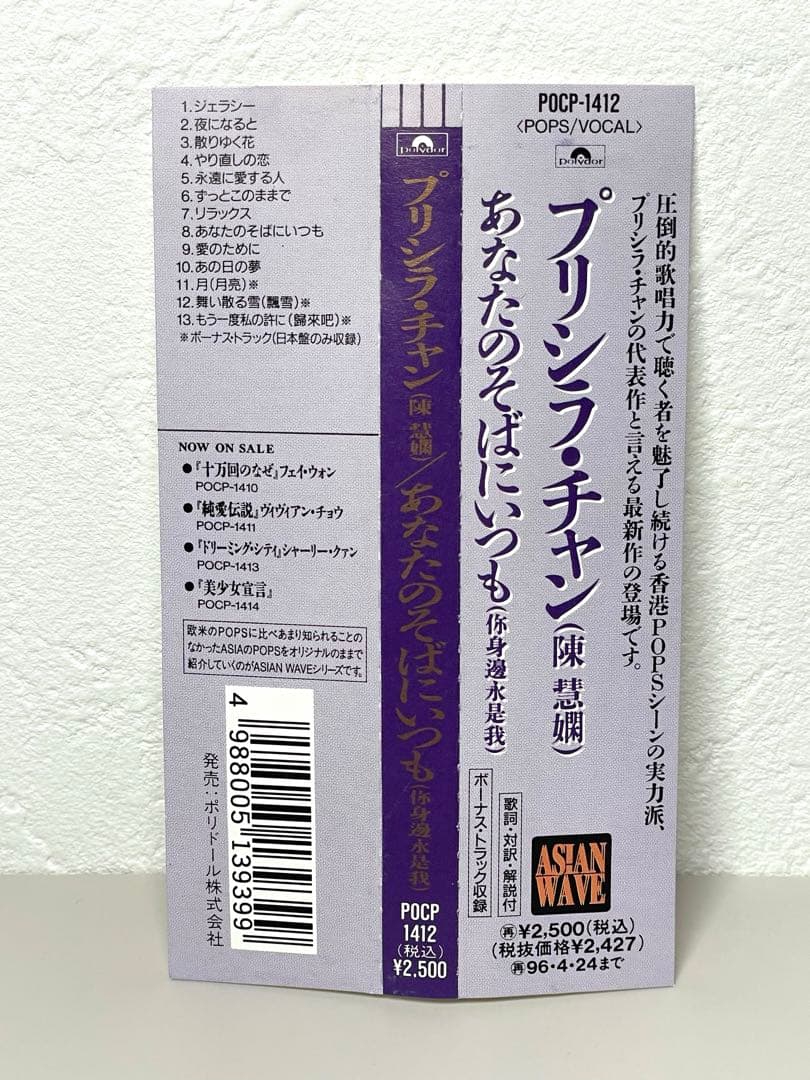 POCP-1412
〈POPS/VOCAL〉
polydor
圧倒的歌唱力で聴く者を魅了し続ける香港POPSシーンの実力派、
プリシラ・チャンの代表作と言える最新作の登場です。
プリシラ・チャン(陳 慧嫻)
あなたのそばにいつも(你身邊永是我)
歌詞・対訳・解説付
ボーナス・トラック収録
ASIAN
WAVE
再¥2,500(税込)
(税抜価格¥2,427)
再96・4・24まで
polydor
プリシラ・チャン(陳 慧嫻)/あなたのそばにいつも(你身邊永是我)
POCP
1412
(税込)
¥2,500
1.ジェラシー
2.夜になると
3.散りゆく花
4.やり直しの恋
5.永遠に愛する人
6.ずっとこのままで
7.リラックス
8.あなたのそばにいつも
9.愛のために
10.あの日の夢
11.月(月亮)※
12.舞い散る雪(飄雪)※
13.もう一度私の許に(歸來吧)※
※ボーナス・トラック(日本盤のみ収録)
NOW ON SALE
●『十万回のなぜ』フェイ・ウォン
POCP-1410
●『純愛伝説』ヴィヴィアン・チョウ
POCP-1411
●『ドリーミング・シティ』シャーリー・クァン
POCP-1413
●『美少女宣言』
POCP-1414
欧米のPOPSに比べあまり知られることの
なかったASIAのPOPSをオリジナルのままで
紹介していくのがASIAN WAVEシリーズです。
4 988005 139399
発売：ポリドール株式会社